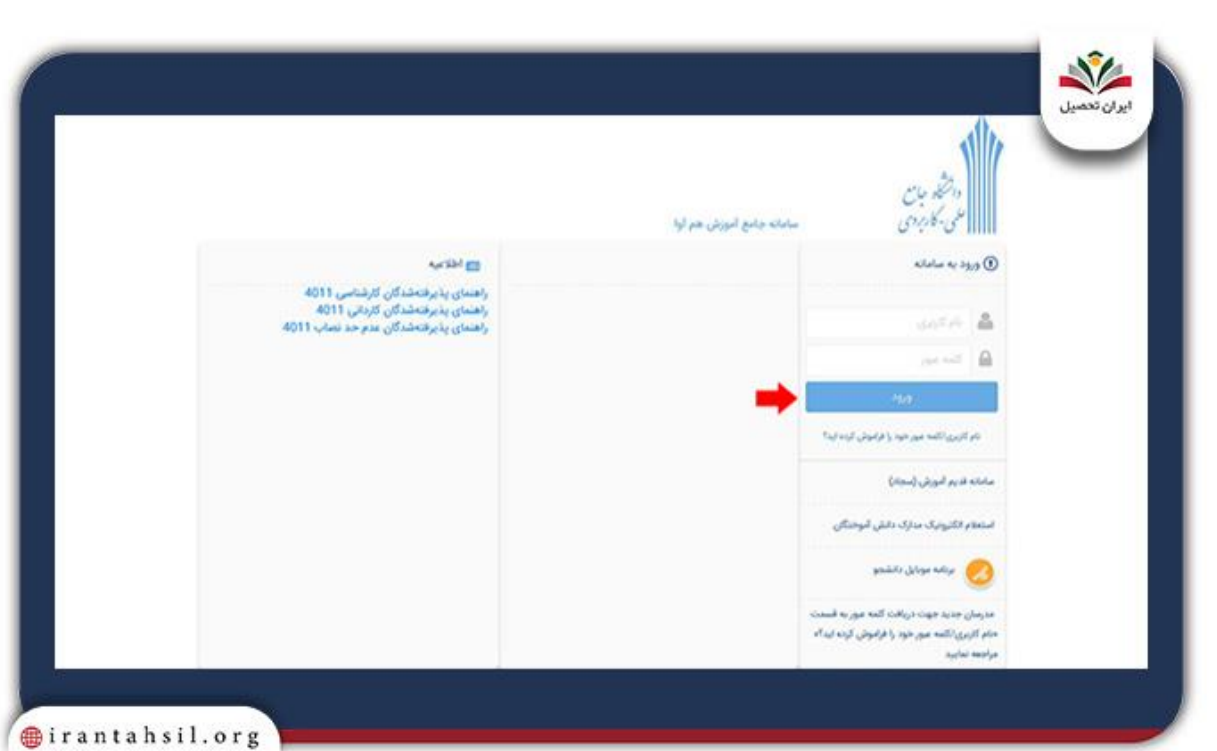 ایران تحصیل
دانشگاه جامع
علمی-کاربردی
سامانه جامع آموزش هم آوا
ورود به سامانه
نام کاربری
کلمه عبور
ورود
نام کاربری/کلمه عبور خود را فراموش کرده اید؟
سامانه قدیم آموزش (سجاد)
استعلام الکترونیک مدارک دانش آموختگان
برنامه موبایل دانشجو
مدرسان جدید جهت دریافت کلمه عبور به قسمت
«نام کاربری/کلمه عبور خود را فراموش کرده اید؟»
مراجعه نمایید
اطلاعیه
راهنمای پذیرفته‌شدگان کارشناسی 4011
راهنمای پذیرفته‌شدگان کاردانی 4011
راهنمای پذیرفته‌شدگان عدم حد نصاب 4011
irantahsil.org